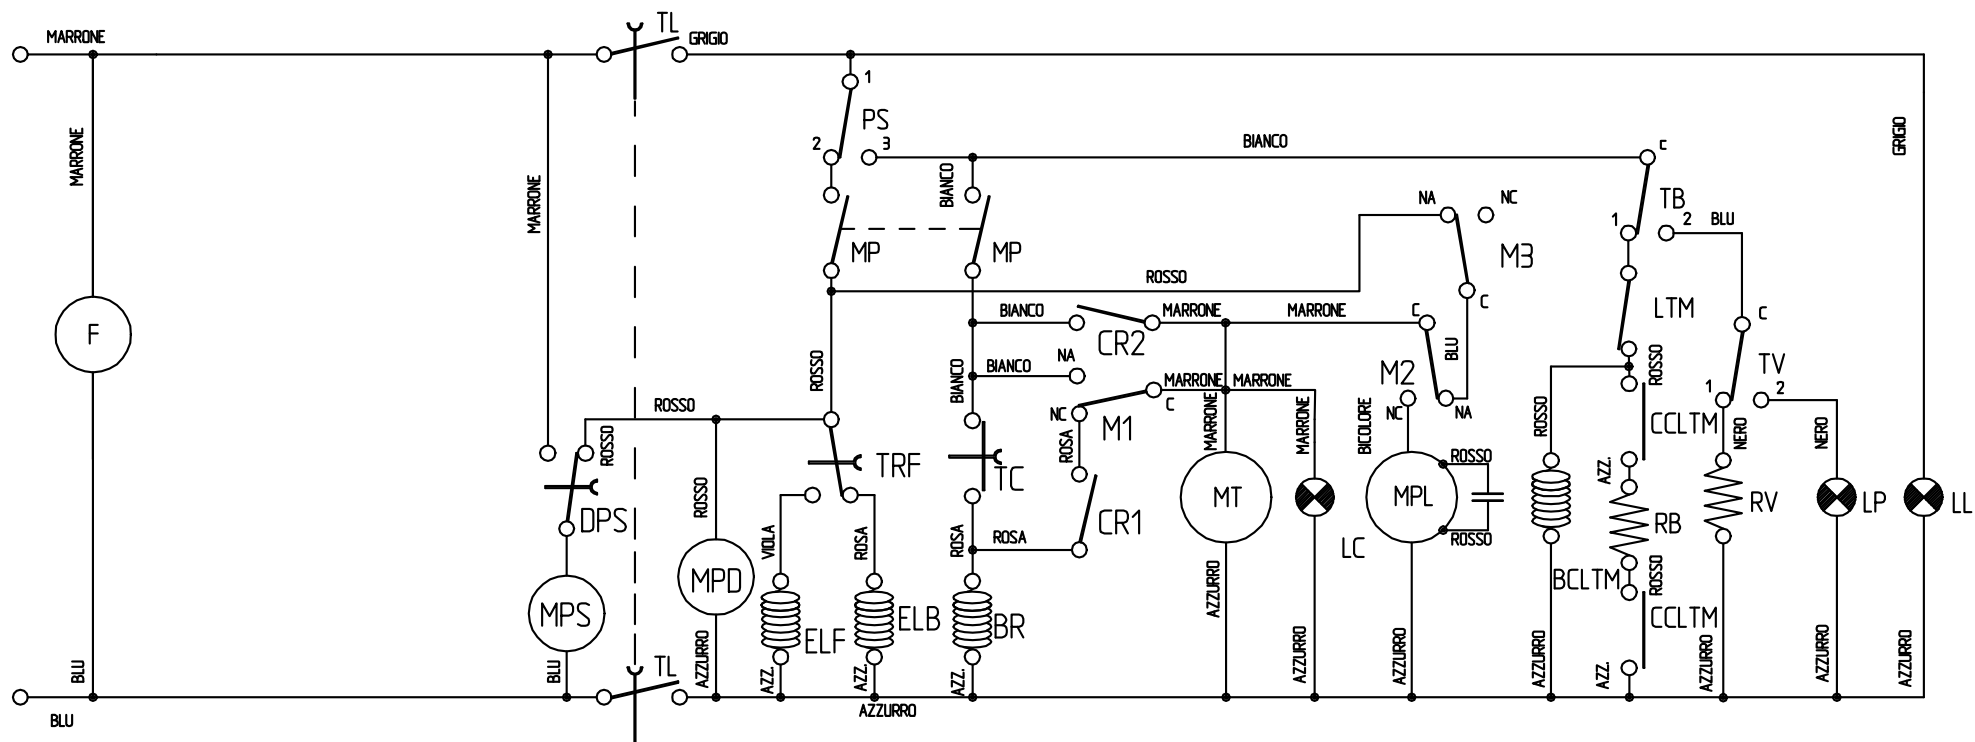 MARRONE
TL
GRIGIO
1
PS
2
3
BIANCO
C
MARRONE
MARRONE
GRIGIO
BIANCO
NA
NC
TB
1
2
BLU
MP
MP
M3
ROSSO
C
LTM
BIANCO
MARRONE
MARRONE
C
C
F
CR2
BLU
ROSSO
NA
ROSSO
BIANCO
BIANCO
MARRONE
MARRONE
M2
TV
1
2
ROSSO
NC
C
M1
MARRONE
MARRONE
BICOLORE
NC
NA
ROSSO
CCLTM
NERO
NERO
ROSSO
ROSA
TRF
TC
ROSSO
AZZ.
ROSSO
MT
MPL
RB
RV
LP
LL
DPS
CR1
VIOLA
ROSA
ROSA
ROSA
LC
ROSSO
MPD
BCLTM
ROSSO
MPS
ELF
ELB
BR
AZZURRO
CCLTM
BLU
BLU
TL
AZZURRO
AZZ.
AZZ.
AZZ.
AZZURRO
AZZURRO
AZZURRO
AZZ.
AZZURRO
AZZURRO
AZZURRO
BLU
AZZURRO